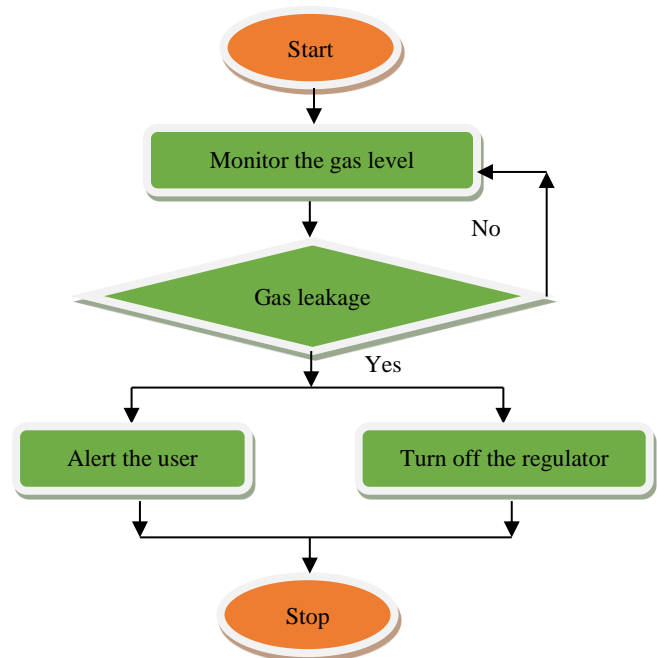 Start
Monitor the gas level
No
Gas leakage
Yes
Alert the user
Turn off the regulator
Stop